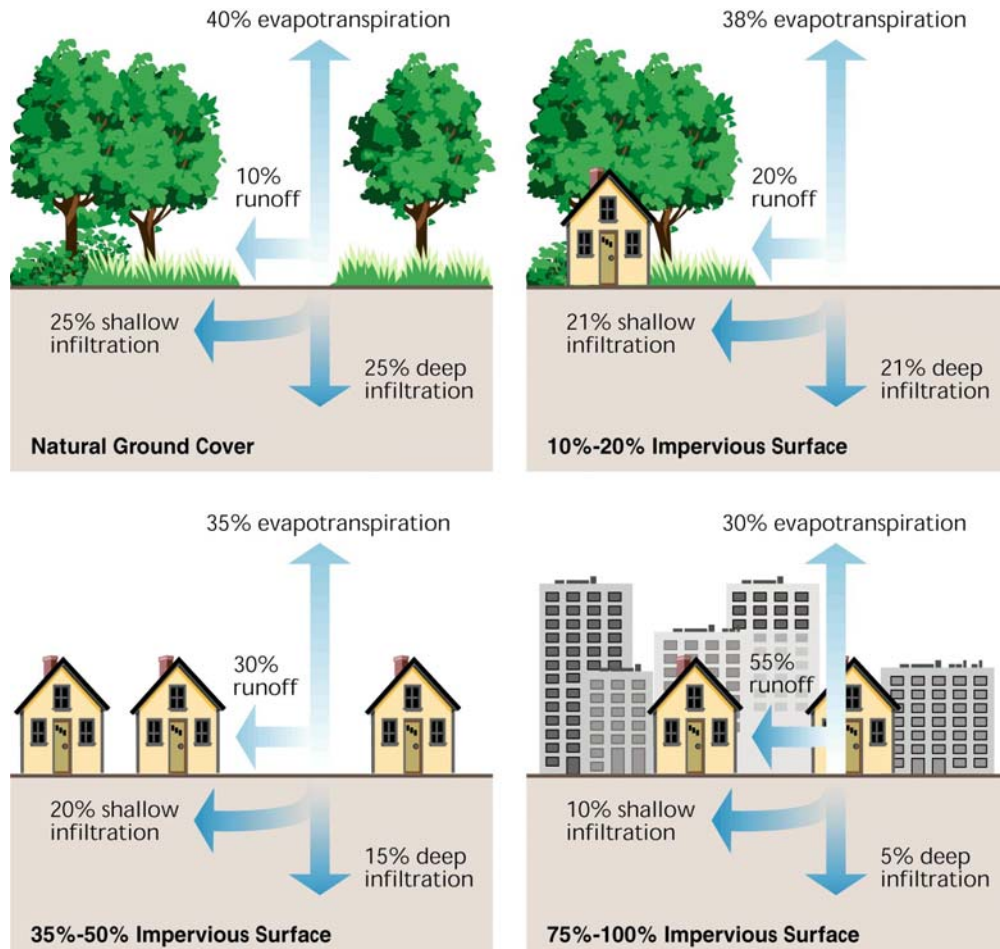 40% evapotranspiration
10%
runoff
25% shallow
infiltration
25% deep
infiltration
Natural Ground Cover
38% evapotranspiration
20%
runoff
21% shallow
infiltration
21% deep
infiltration
10%-20% Impervious Surface
35% evapotranspiration
30%
runoff
20% shallow
infiltration
15% deep
infiltration
35%-50% Impervious Surface
30% evapotranspiration
55%
runoff
10% shallow
infiltration
5% deep
infiltration
75%-100% Impervious Surface